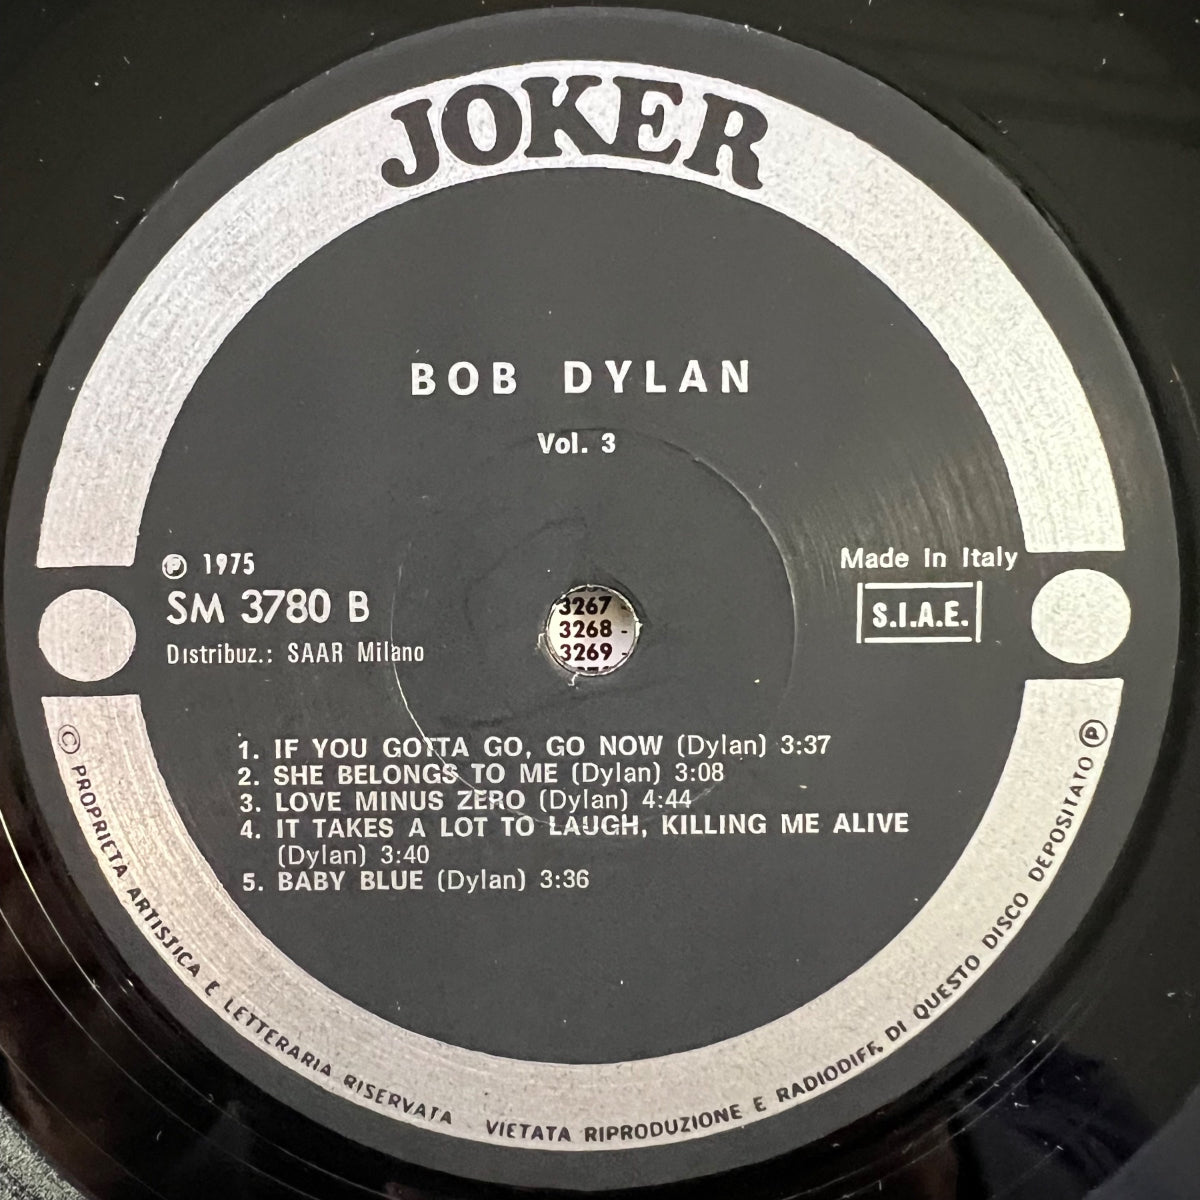 JOKER
BOB DYLAN
Vol. 3
Ⓟ 1975
SM 3780 B
Distribuz.: SAAR Milano
Made In Italy
S.I.A.E.
3267 -
3268 -
3269 -
1. IF YOU GOTTA GO, GO NOW (Dylan) 3:37
2. SHE BELONGS TO ME (Dylan) 3:08
3. LOVE MINUS ZERO (Dylan) 4:44
4. IT TAKES A LOT TO LAUGH, KILLING ME ALIVE
(Dylan) 3:40
5. BABY BLUE (Dylan) 3:36
© PROPRIETA ARTISTICA E LETTERARIA RISERVATA VIETATA RIPRODUZIONE E RADIODIFF. DI QUESTO DISCO DEPOSITATO Ⓟ